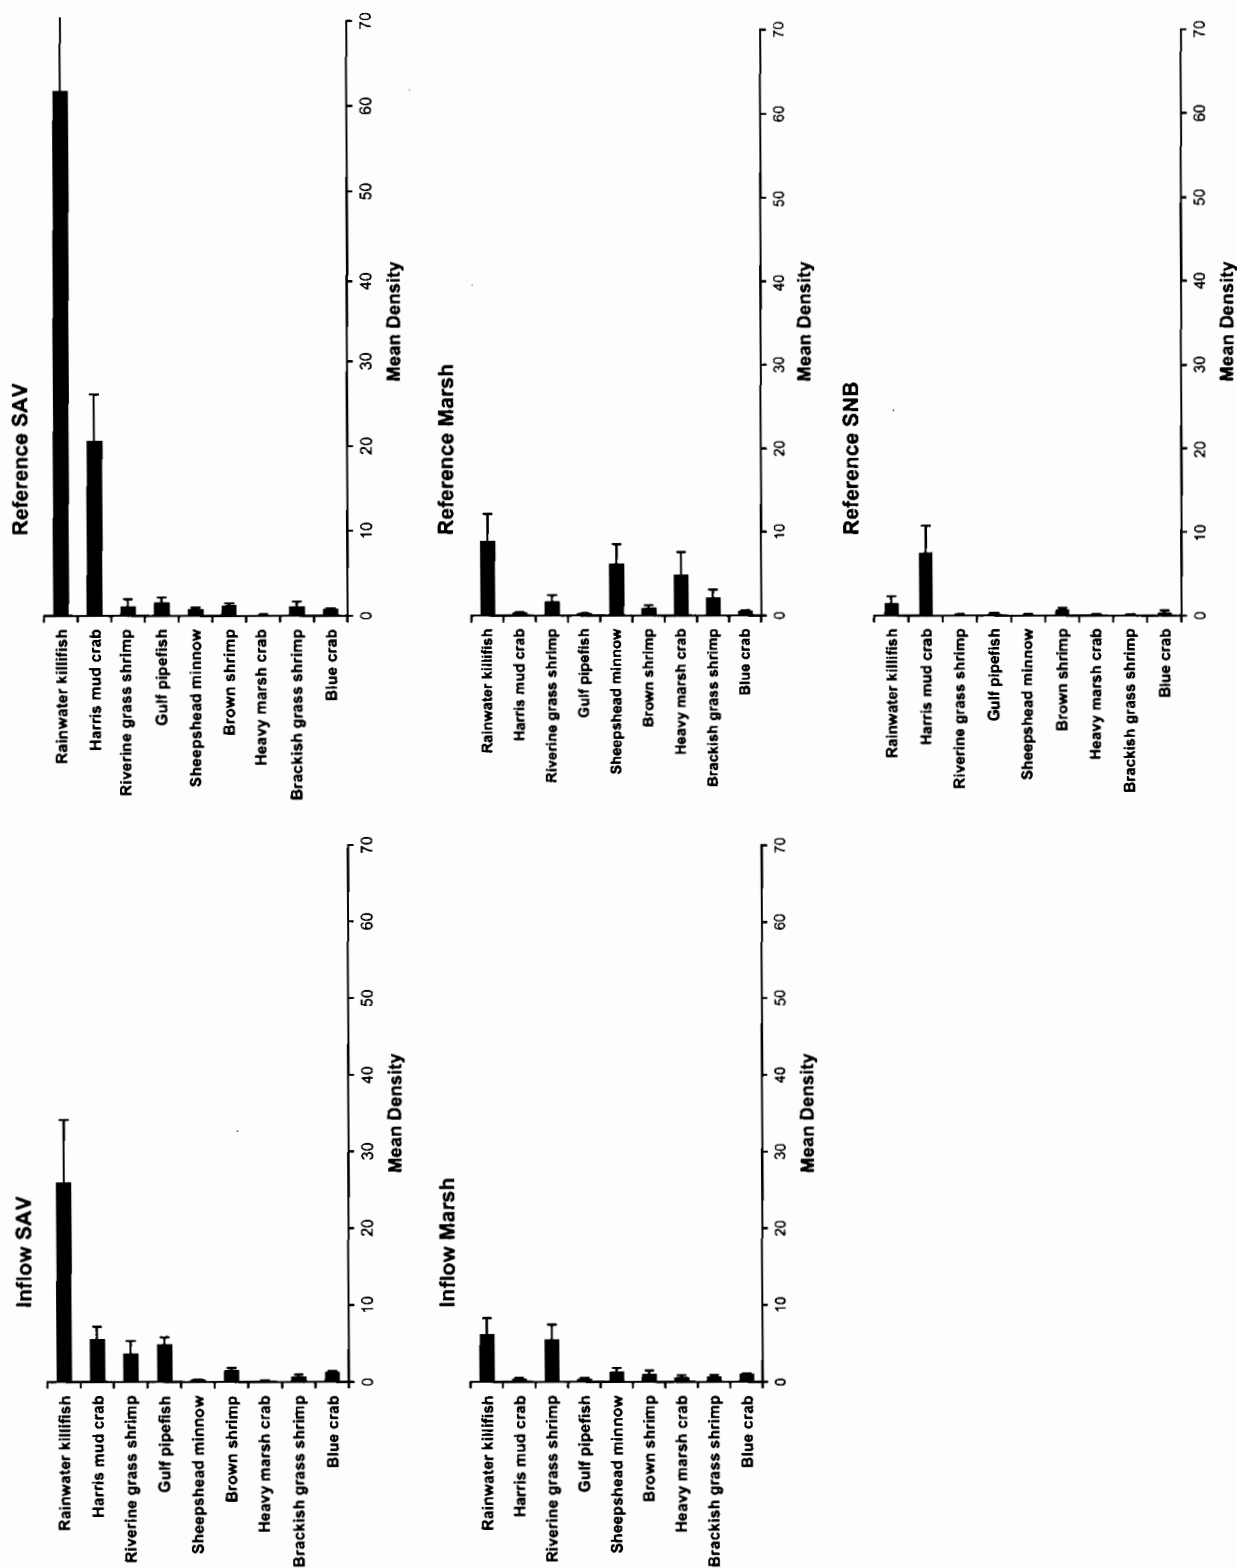 Inflow SAV
Rainwater killifish
Harris mud crab
Riverine grass shrimp
Gulf pipefish
Sheepshead minnow
Brown shrimp
Heavy marsh crab
Brackish grass shrimp
Blue crab
0 10 20 30 40 50 60 70
Mean Density
Reference SAV
Rainwater killifish
Harris mud crab
Riverine grass shrimp
Gulf pipefish
Sheepshead minnow
Brown shrimp
Heavy marsh crab
Brackish grass shrimp
Blue crab
0 10 20 30 40 50 60 70
Mean Density
Inflow Marsh
Rainwater killifish
Harris mud crab
Riverine grass shrimp
Gulf pipefish
Sheepshead minnow
Brown shrimp
Heavy marsh crab
Brackish grass shrimp
Blue crab
0 10 20 30 40 50 60 70
Mean Density
Reference Marsh
Rainwater killifish
Harris mud crab
Riverine grass shrimp
Gulf pipefish
Sheepshead minnow
Brown shrimp
Heavy marsh crab
Brackish grass shrimp
Blue crab
0 10 20 30 40 50 60 70
Mean Density
Reference SNB
Rainwater killifish
Harris mud crab
Riverine grass shrimp
Gulf pipefish
Sheepshead minnow
Brown shrimp
Heavy marsh crab
Brackish grass shrimp
Blue crab
0 10 20 30 40 50 60 70
Mean Density